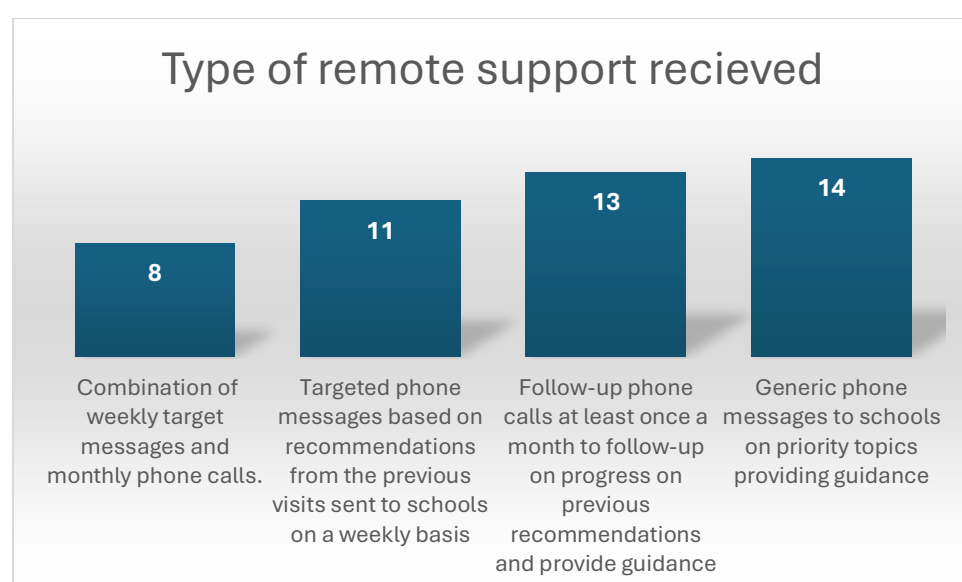 Type of remote support recieved
8
11
13
14
Combination of
weekly target
messages and
monthly phone calls.
Targeted phone
messages based on
recommendations
from the previous
visits sent to schools
on a weekly basis
Follow-up phone
calls at least once a
month to follow-up
on progress on
previous
recommendations
and provide guidance
Generic phone
messages to schools
on priority topics
providing guidance